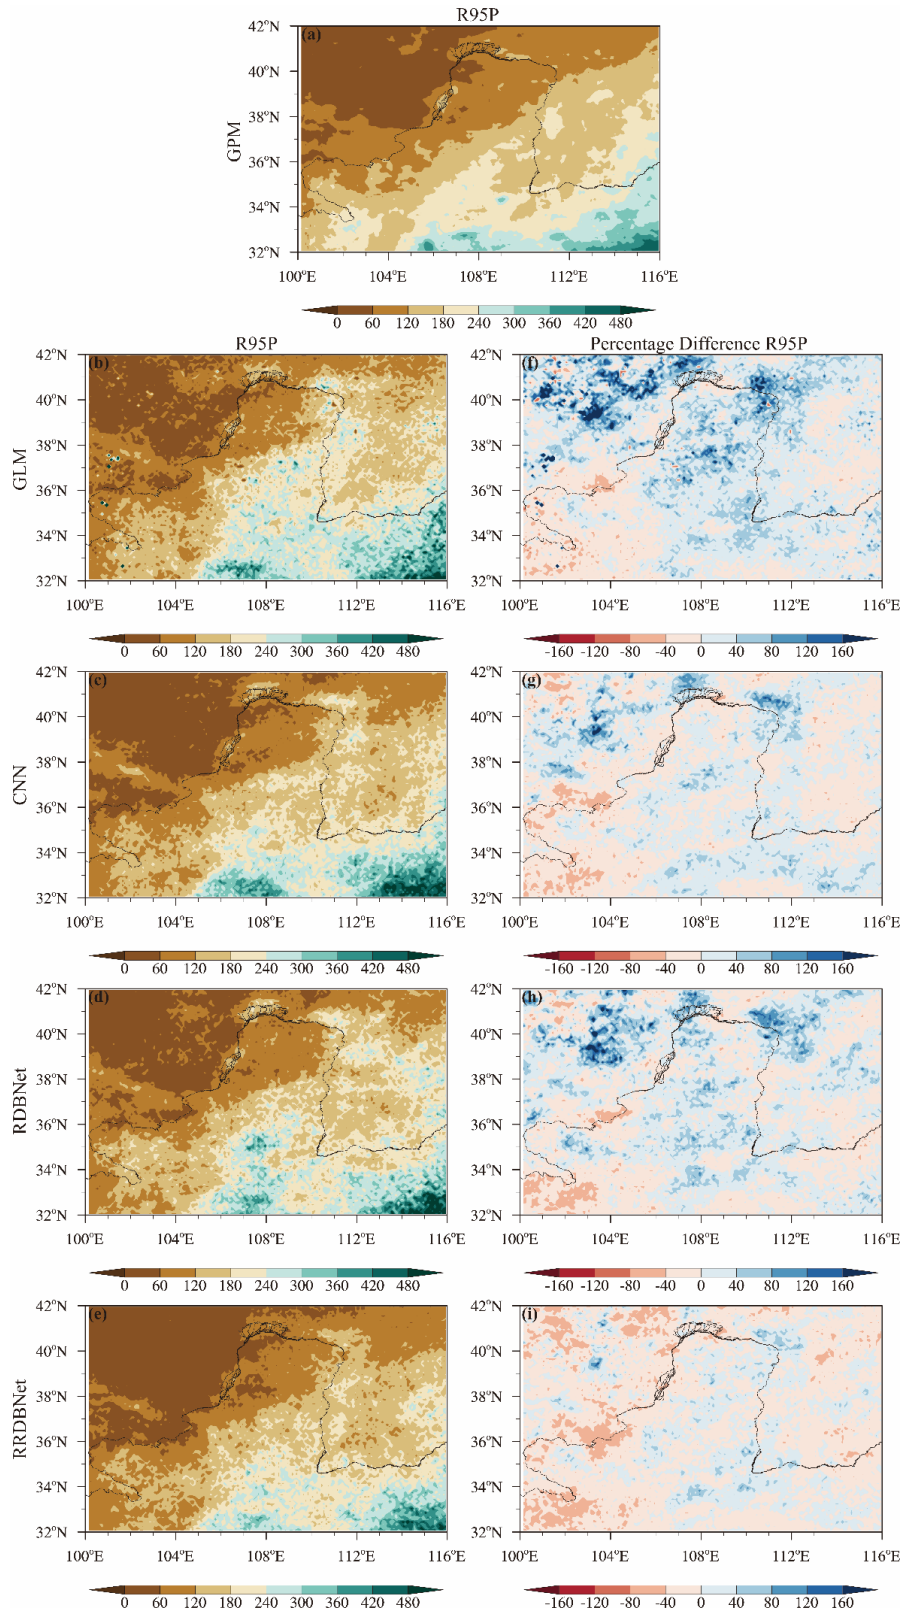 R95P
(a)
42°N
40°N
38°N
36°N
34°N
32°N
GPM
100°E 104°E 108°E 112°E 116°E
0 60 120 180 240 300 360 420 480
R95P Percentage Difference R95P
(b) (f)
42°N 42°N
40°N 40°N
38°N 38°N
36°N 36°N
34°N 34°N
32°N 32°N
GLM
100°E 104°E 108°E 112°E 116°E 100°E 104°E 108°E 112°E 116°E
0 60 120 180 240 300 360 420 480 -160 -120 -80 -40 0 40 80 120 160
(c) (g)
42°N 42°N
40°N 40°N
38°N 38°N
36°N 36°N
34°N 34°N
32°N 32°N
CNN
100°E 104°E 108°E 112°E 116°E 100°E 104°E 108°E 112°E 116°E
0 60 120 180 240 300 360 420 480 -160 -120 -80 -40 0 40 80 120 160
(d) (h)
42°N 42°N
40°N 40°N
38°N 38°N
36°N 36°N
34°N 34°N
32°N 32°N
RDBNet
100°E 104°E 108°E 112°E 116°E 100°E 104°E 108°E 112°E 116°E
0 60 120 180 240 300 360 420 480 -160 -120 -80 -40 0 40 80 120 160
(e) (i)
42°N 42°N
40°N 40°N
38°N 38°N
36°N 36°N
34°N 34°N
32°N 32°N
RRDBNet
100°E 104°E 108°E 112°E 116°E 100°E 104°E 108°E 112°E 116°E
0 60 120 180 240 300 360 420 480 -160 -120 -80 -40 0 40 80 120 160